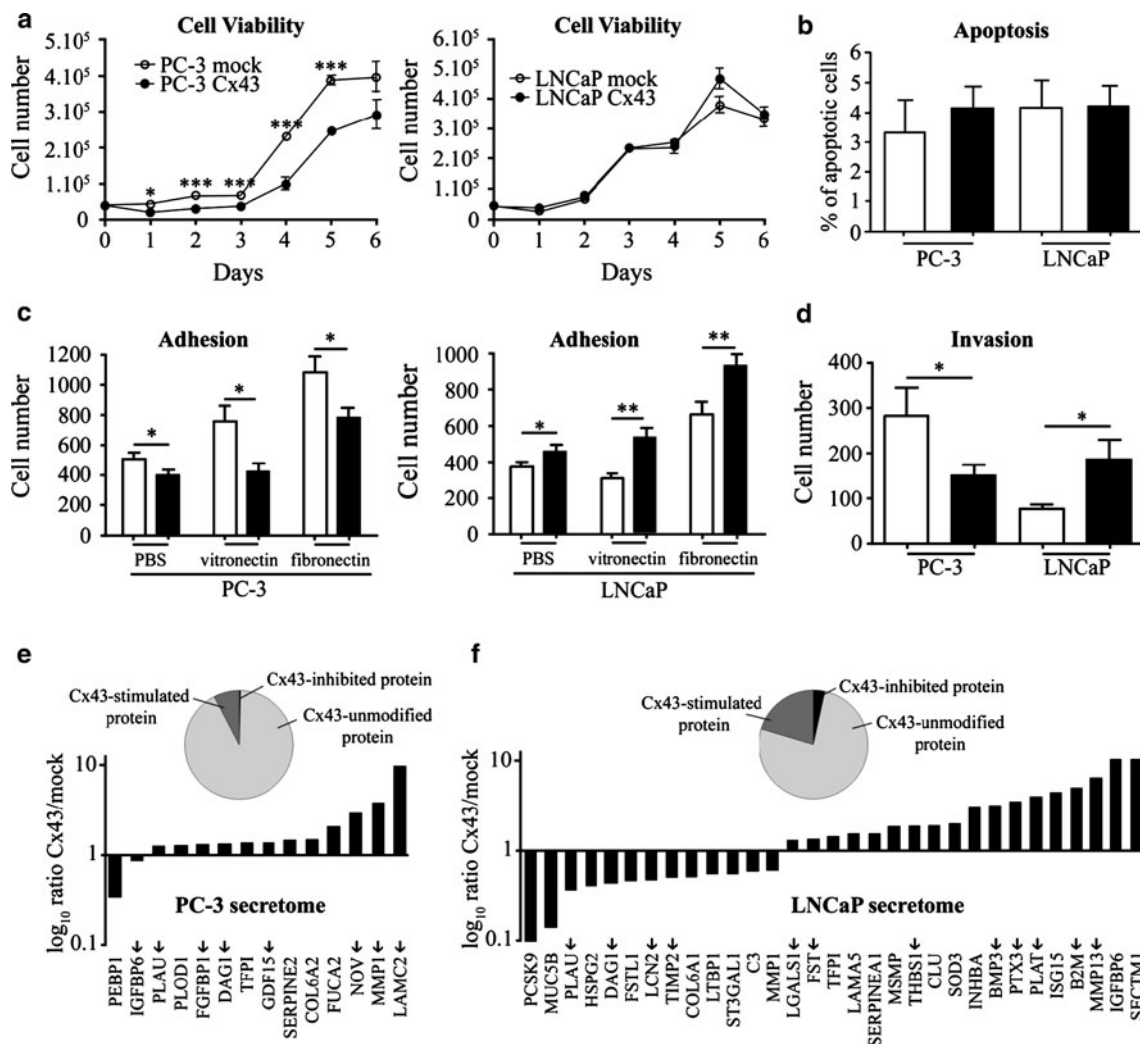 a
Cell Viability
Cell number
5.10⁵
4.10⁵
3.10⁵
2.10⁵
1.10⁵
0
PC-3 mock
PC-3 Cx43
*
***
***
***
***
0 1 2 3 4 5 6
Days
Cell Viability
Cell number
6.10⁵
5.10⁵
4.10⁵
3.10⁵
2.10⁵
1.10⁵
0
LNCaP mock
LNCaP Cx43
0 1 2 3 4 5 6
Days
b
Apoptosis
% of apoptotic cells
6
5
4
3
2
1
0
PC-3 LNCaP
c
Adhesion
Cell number
1200
1000
800
600
400
200
0
*
*
*
PBS vitronectin fibronectin
PC-3
Adhesion
Cell number
1000
800
600
400
200
0
*
**
**
PBS vitronectin fibronectin
LNCaP
d
Invasion
Cell number
400
300
200
100
0
*
*
PC-3 LNCaP
e
Cx43-stimulated
protein
Cx43-inhibited protein
Cx43-unmodified
protein
log₁₀ ratio Cx43/mock
10
1
0.1
PC-3 secretome
PEBP1
IGFBP6←
PLAU←
PLOD1
FGFBP1←
DAG1←
TFPI
GDF15←
SERPINE2
COL6A2
FUCA2
NOV←
MMP1←
LAMC2←
f
Cx43-stimulated
protein
Cx43-inhibited protein
Cx43-unmodified
protein
log₁₀ ratio Cx43/mock
10
1
0.1
LNCaP secretome
PCSK9
MUC5B
PLAU←
HSPG2
DAG1←
FSTL1
LCN2←
TIMP2←
COL6A1
LTBP1
ST3GAL1
C3
MMP1
LGALS1←
FST←
TFPI
LAMA5
SERPINEA1
MSMP
THBS1←
CLU
SOD3
INHBA
BMP3←
PTX3←
PLAT←
ISG15
B2M←
MMP13←
IGFBP6
SECTM1